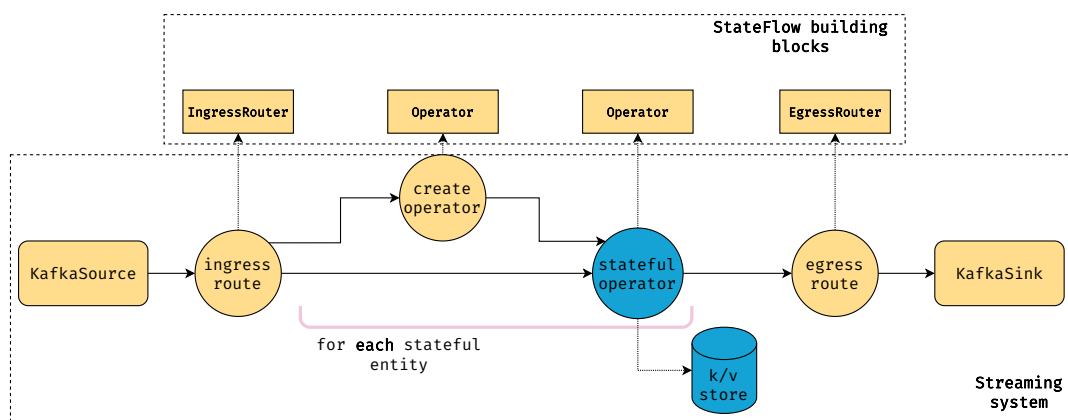 StateFlow building
blocks
IngressRouter
Operator
Operator
EgressRouter
create
operator
KafkaSource
ingress
route
stateful
operator
egress
route
KafkaSink
for each stateful
entity
k/v
store
Streaming
system